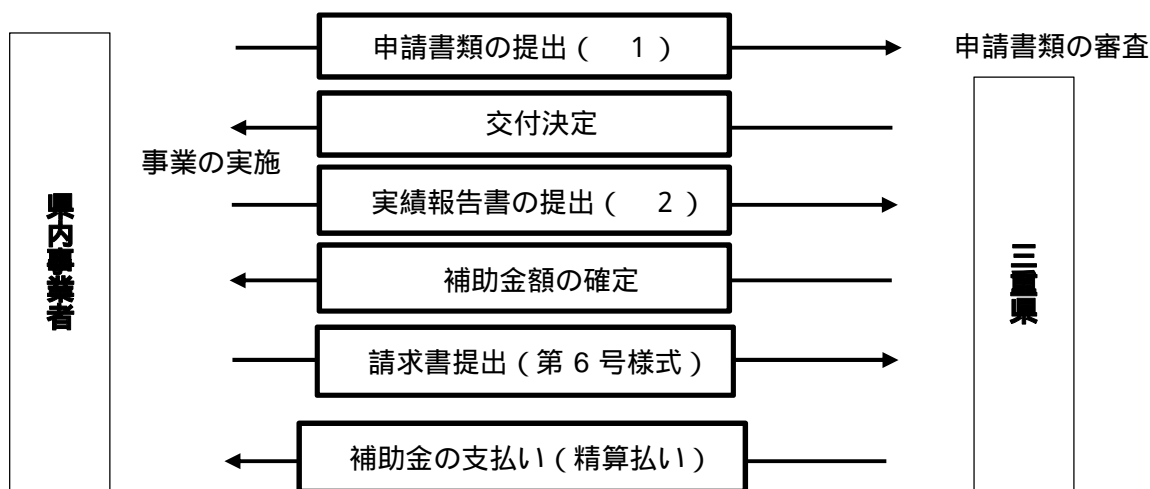 申請書類の提出（　1）
申請書類の審査
交付決定
事業の実施
実績報告書の提出（　2）
補助金額の確定
請求書提出（第6号様式）
補助金の支払い（精算払い）
県内事業者
三重県